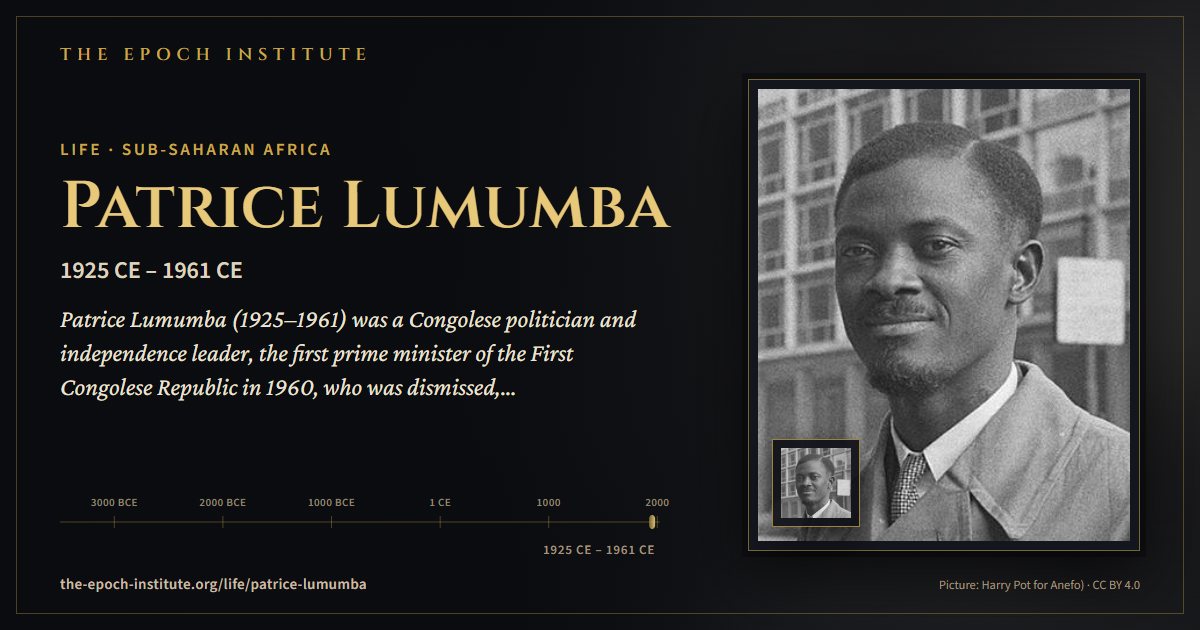 THE EPOCH INSTITUTE
LIFE · SUB-SAHARAN AFRICA
PATRICE LUMUMBA
1925 CE – 1961 CE
Patrice Lumumba (1925–1961) was a Congolese politician and
independence leader, the first prime minister of the First
Congolese Republic in 1960, who was dismissed,...
3000 BCE 2000 BCE 1000 BCE 1 CE 1000 2000
1925 CE – 1961 CE
the-epoch-institute.org/life/patrice-lumumba
Picture: Harry Pot for Anefo) · CC BY 4.0